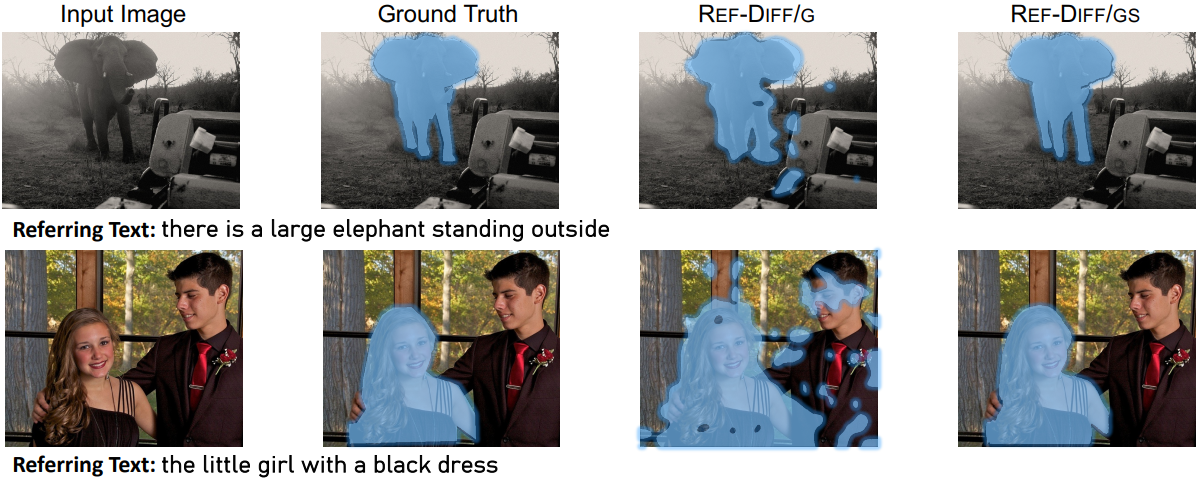 Input Image Ground Truth REF-DIFF/G REF-DIFF/GS
Referring Text: there is a large elephant standing outside
Referring Text: the little girl with a black dress